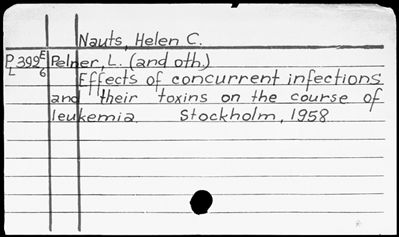 Nauts, Helen C.
P 399 E Pelner, L. (and oth.)
L 6 Effects of concurrent infections
and their toxins on the course of
leukemia. Stockholm, 1958